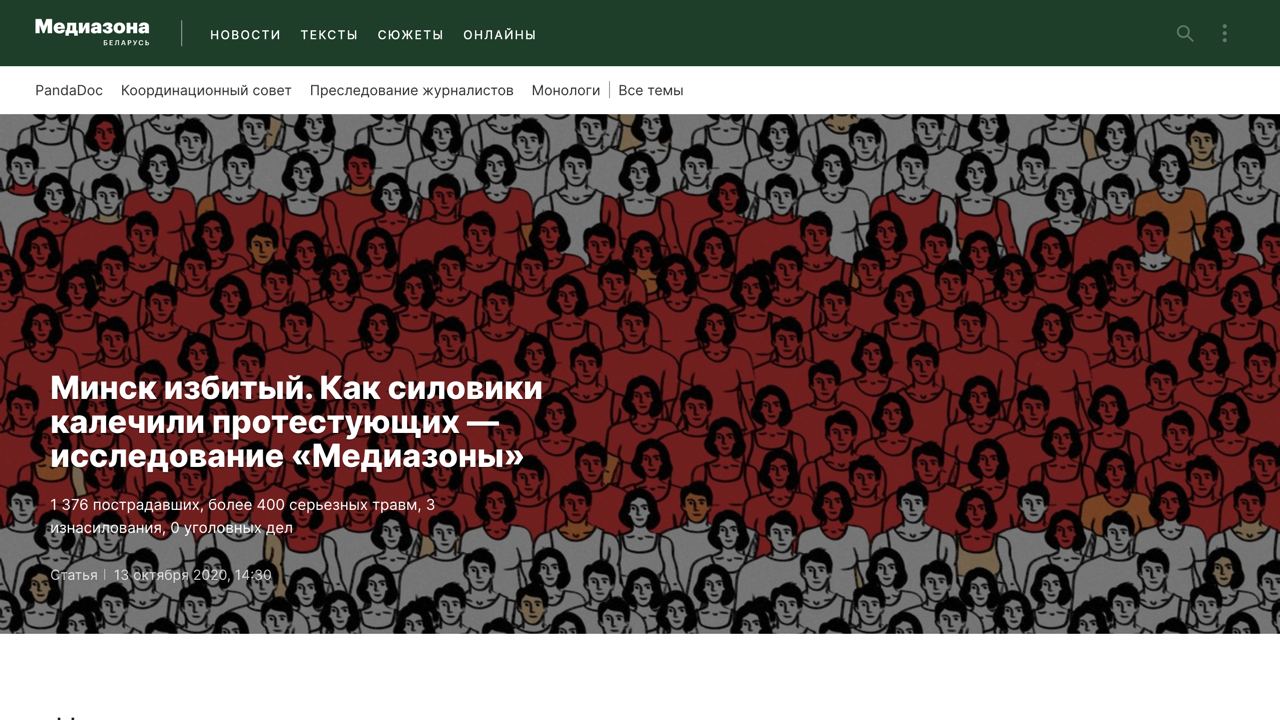 Медиазона
БЕЛАРУСЬ
НОВОСТИ ТЕКСТЫ СЮЖЕТЫ ОНЛАЙНЫ
PandaDoc Координационный совет Преследование журналистов Монологи Все темы
Минск избитый. Как силовики
калечили протестующих —
исследование «Медиазоны»
1 376 пострадавших, более 400 серьезных травм, 3
изнасилования, 0 уголовных дел
Статья 13 октября 2020, 14:30